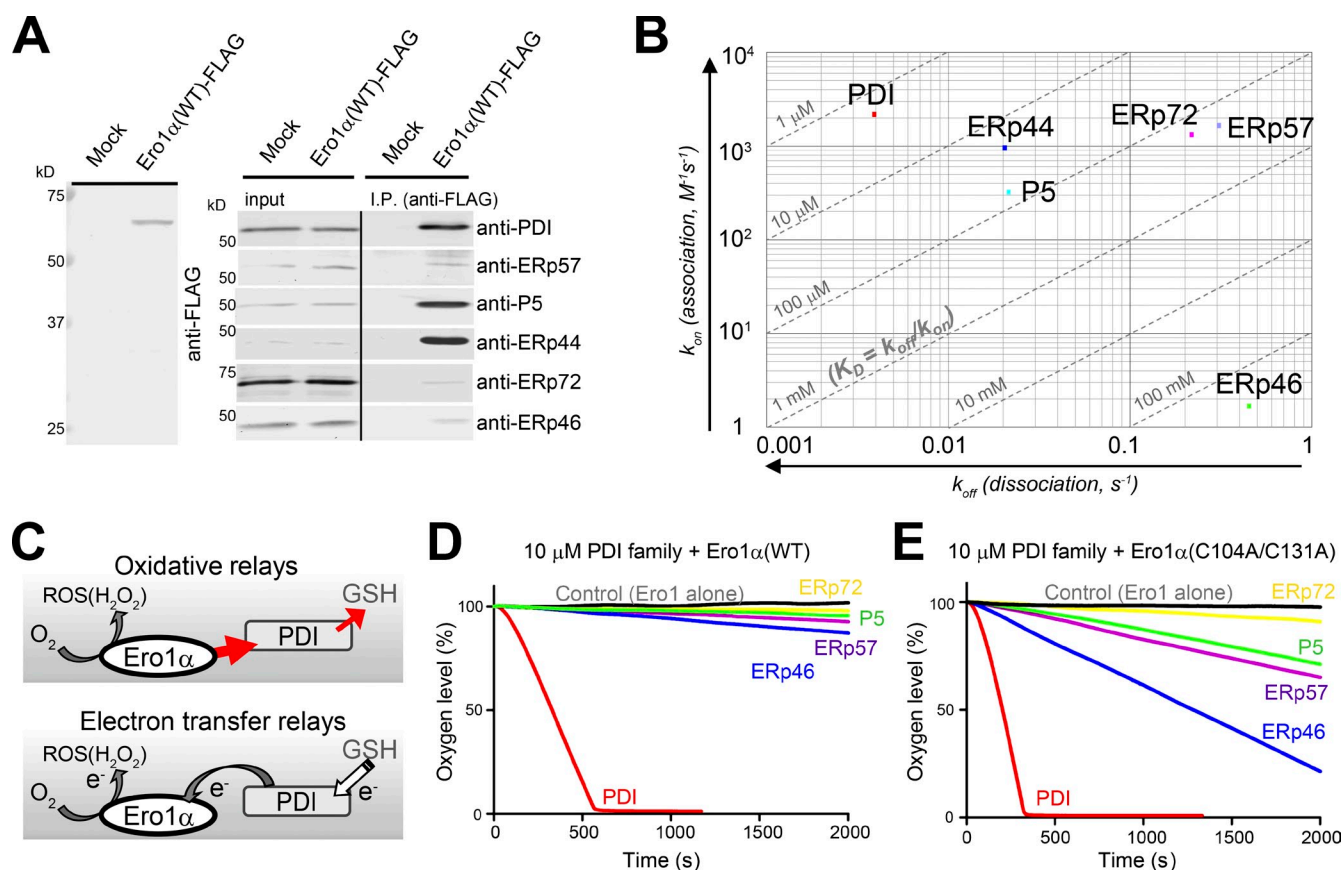 A
Mock
Ero1α(WT)-FLAG
kD
75
50
37
25
anti-FLAG
Mock
Ero1α(WT)-FLAG
Mock
Ero1α(WT)-FLAG
kD
input
I.P. (anti-FLAG)
50
anti-PDI
50
anti-ERp57
50
anti-P5
50
anti-ERp44
75
anti-ERp72
50
anti-ERp46
B
k_on (association, M⁻¹s⁻¹)
10⁴
10³
10²
10¹
1
0.001
0.01
0.1
1
k_off (dissociation, s⁻¹)
1 μM
10 μM
100 μM
1 mM
10 mM
100 mM
(K_D = k_off/k_on)
PDI
ERp44
P5
ERp72
ERp57
ERp46
C
Oxidative relays
ROS(H₂O₂)
GSH
O₂
PDI
Ero1α
Electron transfer relays
ROS(H₂O₂)
GSH
e⁻
e⁻
e⁻
O₂
PDI
Ero1α
D
10 μM PDI family + Ero1α(WT)
Oxygen level (%)
100
50
0
0
500
1000
1500
2000
Time (s)
Control (Ero1 alone)
ERp72
P5
ERp57
ERp46
PDI
E
10 μM PDI family + Ero1α(C104A/C131A)
Oxygen level (%)
100
50
0
0
500
1000
1500
2000
Time (s)
Control (Ero1 alone)
ERp72
P5
ERp57
ERp46
PDI